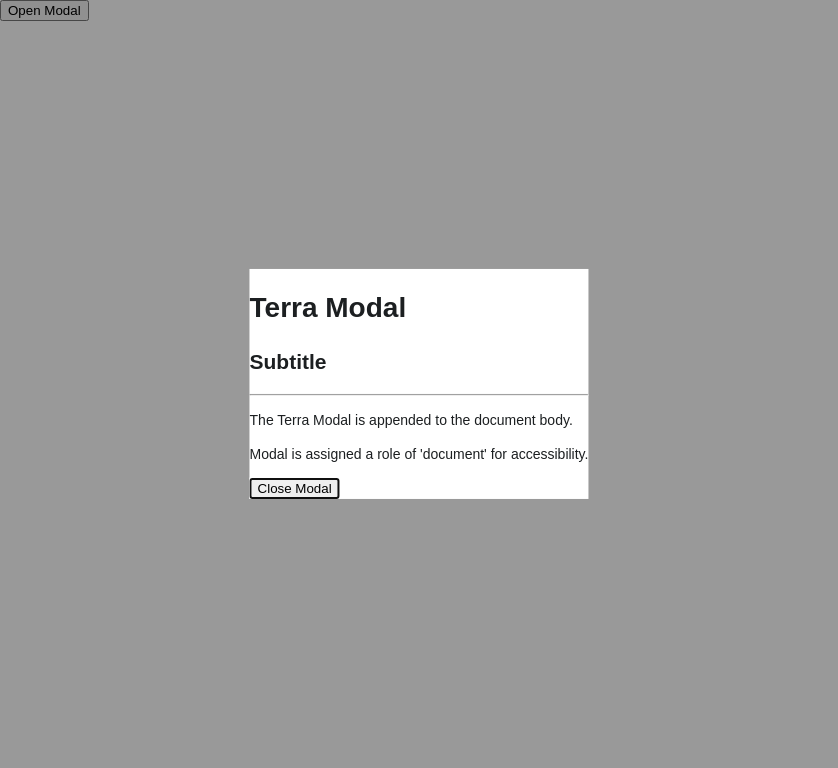 Open Modal
Terra Modal
Subtitle
The Terra Modal is appended to the document body.
Modal is assigned a role of 'document' for accessibility.
Close Modal